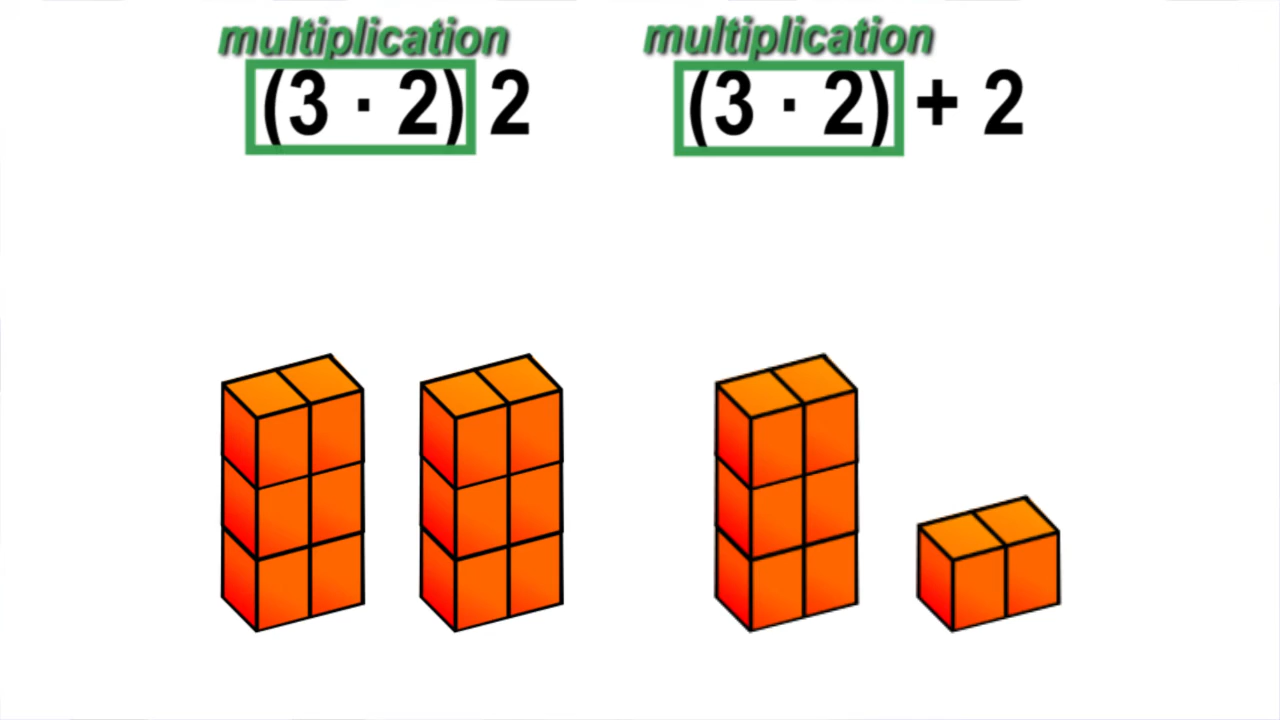 multiplication multiplication
(3 · 2) 2 (3 · 2) + 2